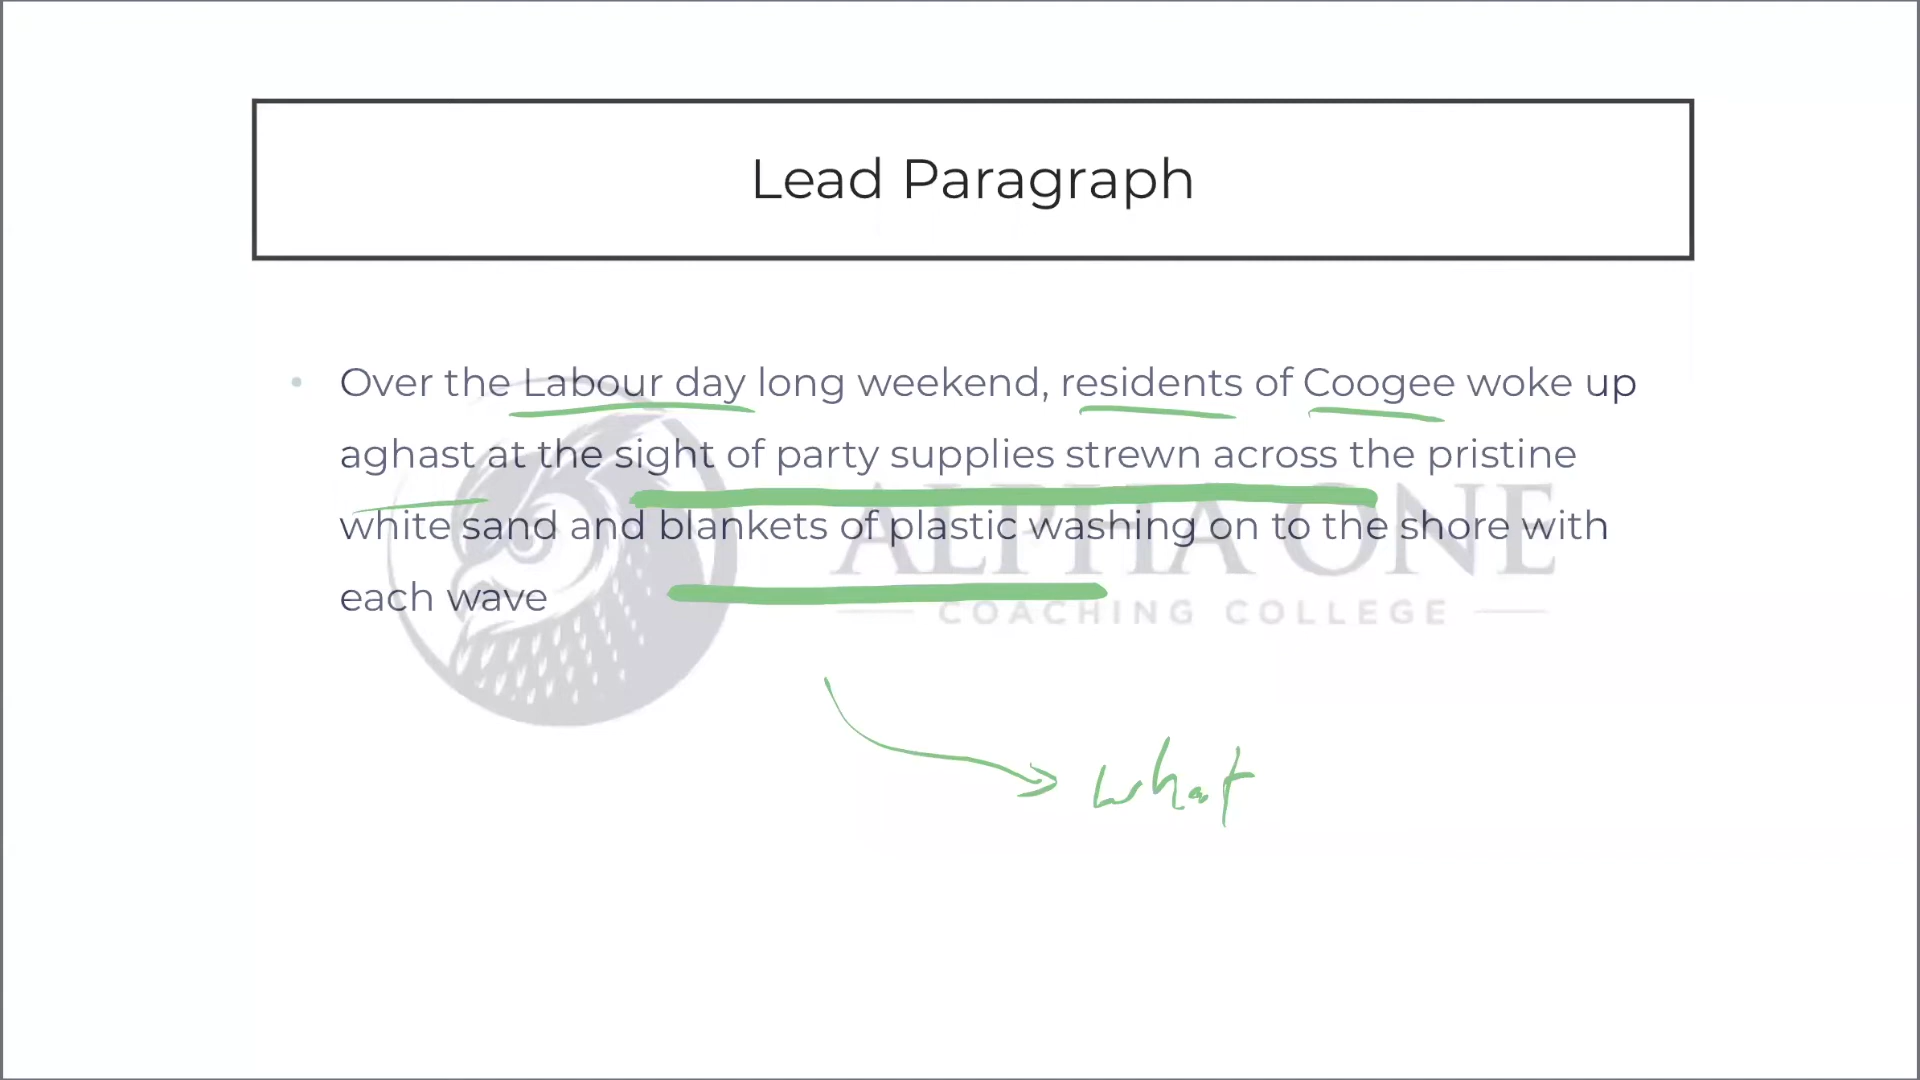 Lead Paragraph
• Over the Labour day long weekend, residents of Coogee woke up
aghast at the sight of party supplies strewn across the pristine
white sand and blankets of plastic washing on to the shore with
each wave
ALPHA ONE
COACHING COLLEGE
what